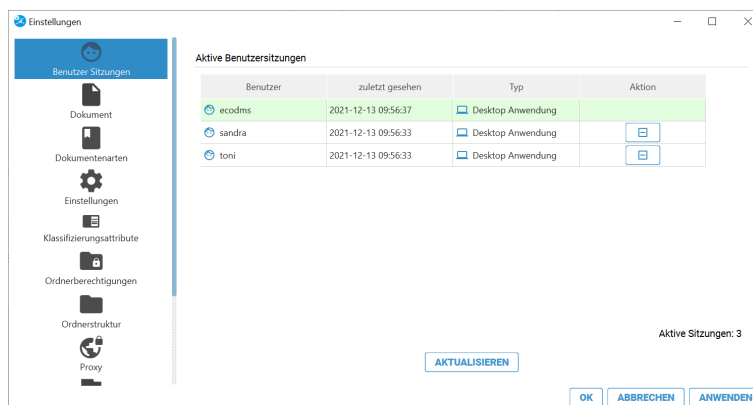 Einstellungen
Benutzer Sitzungen
Dokument
Dokumentenarten
Einstellungen
Klassifizierungsattribute
Ordnerberechtigungen
Ordnerstruktur
Proxy
Aktive Benutzersitzungen
Benutzer zuletzt gesehen Typ Aktion
ecodms 2021-12-13 09:56:37 Desktop Anwendung
sandra 2021-12-13 09:56:33 Desktop Anwendung
toni 2021-12-13 09:56:33 Desktop Anwendung
Aktive Sitzungen: 3
AKTUALISIEREN
OK ABBRECHEN ANWENDEN